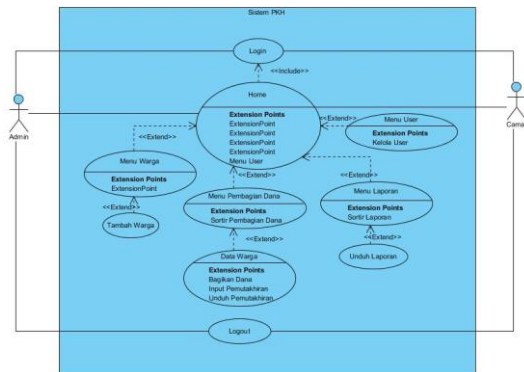 Sistem PKH
Login
<<Include>>
Home
Extension Points
ExtensionPoint
ExtensionPoint
ExtensionPoint
ExtensionPoint
Menu User
Admin
Camat
<<Extend>>
Menu User
Extension Points
Kelola User
<<Extend>>
Menu Warga
Extension Points
ExtensionPoint
<<Extend>>
Tambah Warga
<<Extend>>
Menu Pembagian Dana
Extension Points
Sortir Pembagian Dana
<<Extend>>
Data Warga
Extension Points
Bagikan Dana
Input Pemutakhiran
Unduh Pemutakhiran
<<Extend>>
Menu Laporan
Extension Points
Sortir Laporan
<<Extend>>
Unduh Laporan
Logout